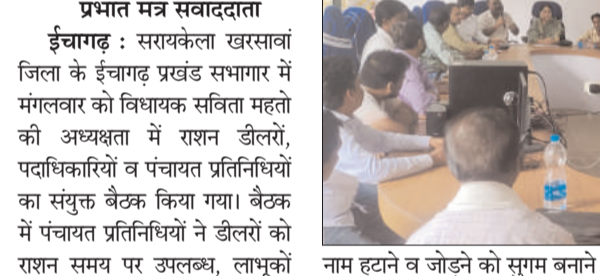 प्रभात मंत्र संवाददाता
ईचागढ़ : सरायकेला खरसावां
जिला के ईचागढ़ प्रखंड सभागार में
मंगलवार को विधायक सविता महतो
की अध्यक्षता में राशन डीलरों,
पदाधिकारियों व पंचायत प्रतिनिधियों
का संयुक्त बैठक किया गया। बैठक
में पंचायत प्रतिनिधियों ने डीलरों को
राशन समय पर उपलब्ध, लाभूकों
नाम हटाने व जोड़ने को सुगम बनाने